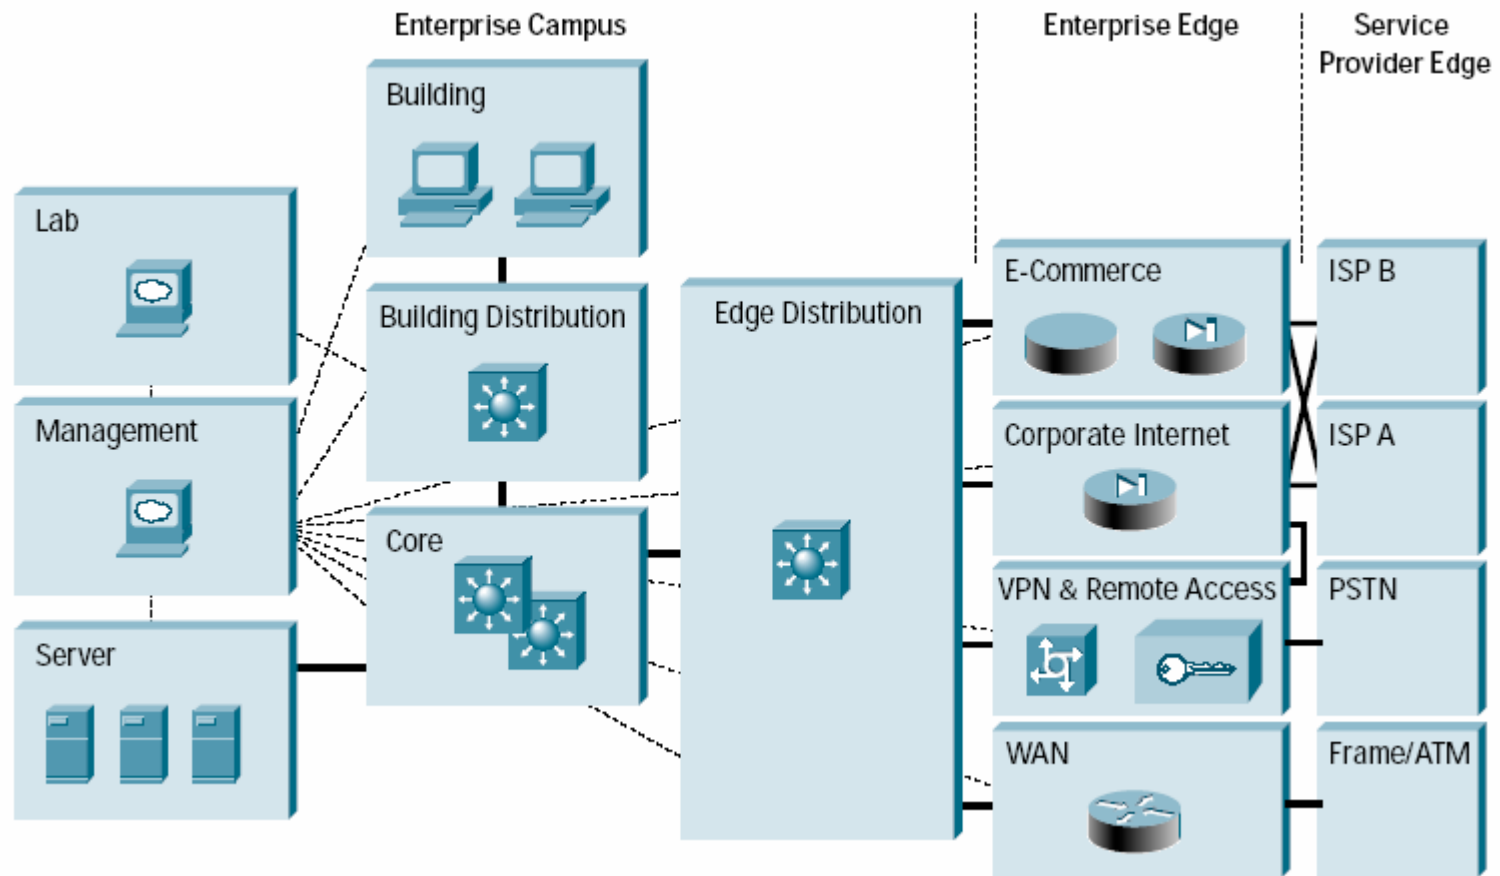 Enterprise Campus
Enterprise Edge
Service
Provider Edge
Building
Lab
Building Distribution
Edge Distribution
E-Commerce
ISP B
Management
Corporate Internet
ISP A
Core
VPN & Remote Access
PSTN
Server
WAN
Frame/ATM